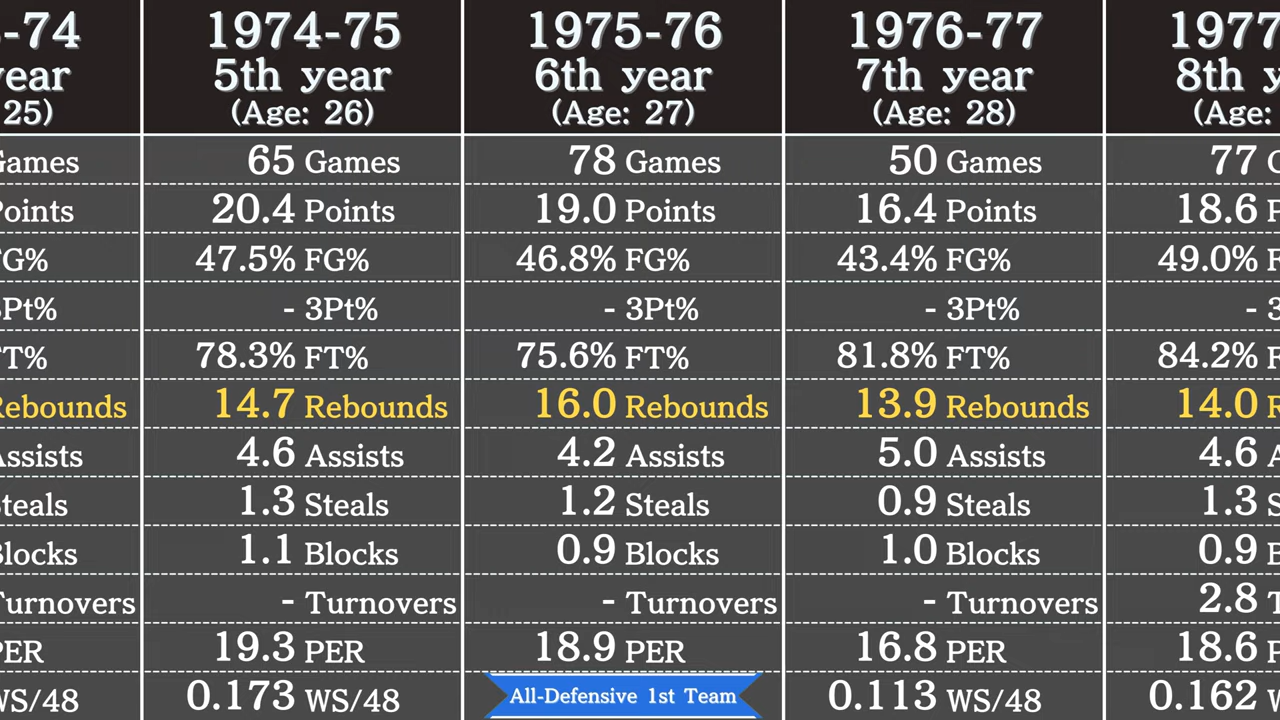 -74 1974-75 1975-76 1976-77 1977
year 5th year 6th year 7th year 8th y
25) (Age: 26) (Age: 27) (Age: 28) (Age:
Games 65 Games 78 Games 50 Games 77 G
Points 20.4 Points 19.0 Points 16.4 Points 18.6 P
FG% 47.5% FG% 46.8% FG% 43.4% FG% 49.0% F
3Pt% - 3Pt% - 3Pt% - 3Pt% - 3
FT% 78.3% FT% 75.6% FT% 81.8% FT% 84.2% F
Rebounds 14.7 Rebounds 16.0 Rebounds 13.9 Rebounds 14.0 R
Assists 4.6 Assists 4.2 Assists 5.0 Assists 4.6 A
Steals 1.3 Steals 1.2 Steals 0.9 Steals 1.3 S
Blocks 1.1 Blocks 0.9 Blocks 1.0 Blocks 0.9 B
Turnovers - Turnovers - Turnovers - Turnovers 2.8 T
PER 19.3 PER 18.9 PER 16.8 PER 18.6 P
WS/48 0.173 WS/48 All-Defensive 1st Team 0.113 WS/48 0.162 W